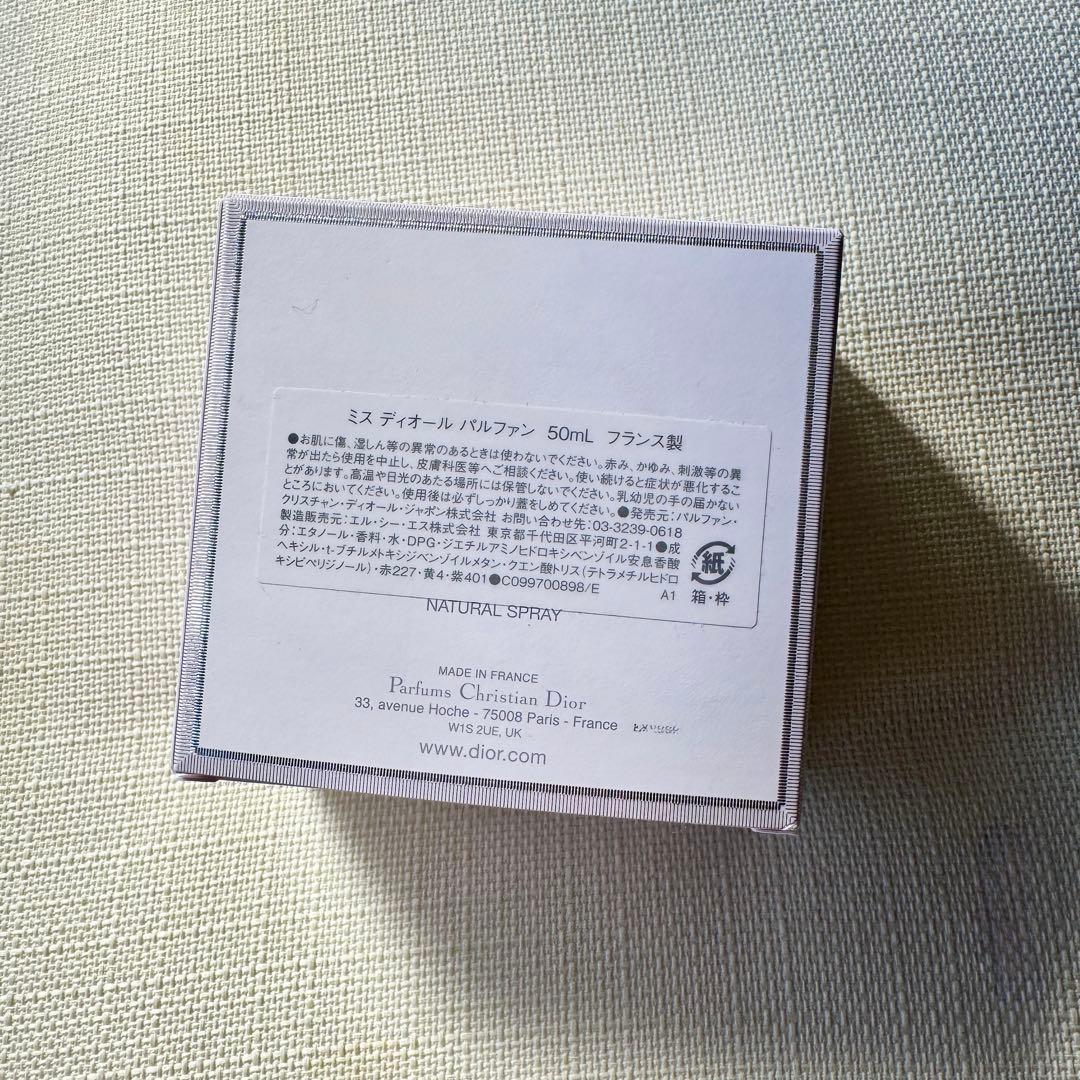 ミス ディオール パルファン 50mL フランス製
●お肌に傷、湿しん等の異常のあるときは使わないでください。赤み、かゆみ、刺激等の異
常が出たら使用を中止し、皮膚科医等へご相談ください。使い続けると症状が悪化するこ
とがあります。高温や日光のあたる場所には保管しないでください。乳幼児の手の届かない
ところにおいてください。使用後は必ずしっかり蓋をしめてください。●発売元:パルファン・
クリスチャン・ディオール・ジャポン株式会社 お問い合わせ先:03-3239-0618
製造販売元:エル・シー・エス株式会社 東京都千代田区平河町2-1-1●成
分:エタノール・香料・水・DPG・ジエチルアミノヒドロキシベンゾイル安息香酸
ヘキシル・t-ブチルメトキシジベンゾイルメタン・クエン酸トリス(テトラメチルヒドロ
キシピペリジノール)・赤227・黄4・紫401●C099700898/E
A1
紙
箱・枠
NATURAL SPRAY
MADE IN FRANCE
Parfums Christian Dior
33, avenue Hoche - 75008 Paris - France
W1S 2UE, UK
www.dior.com